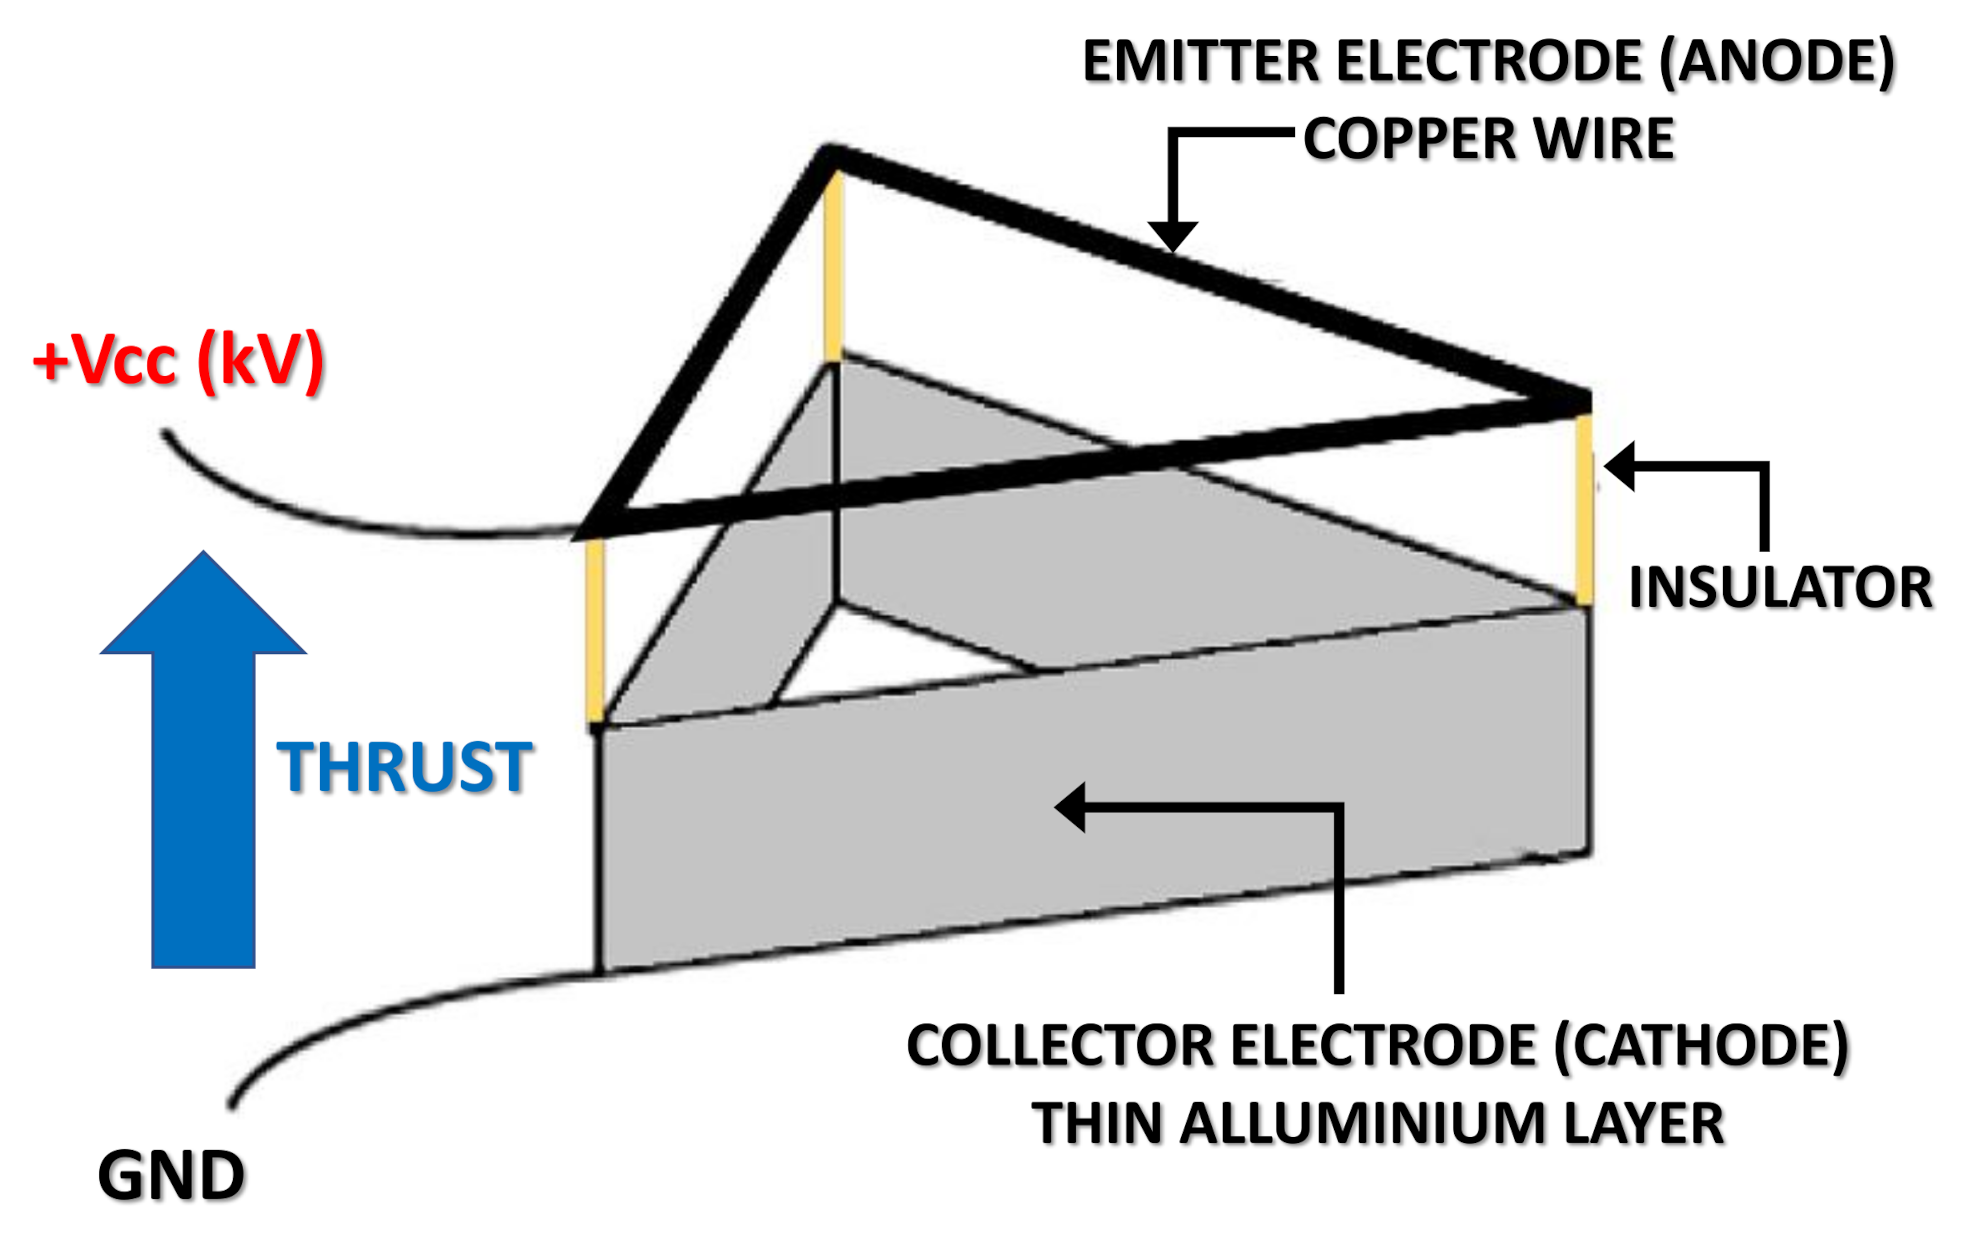 EMITTER ELECTRODE (ANODE)
COPPER WIRE
+Vcc (kV)
INSULATOR
THRUST
COLLECTOR ELECTRODE (CATHODE)
THIN ALLUMINIUM LAYER
GND